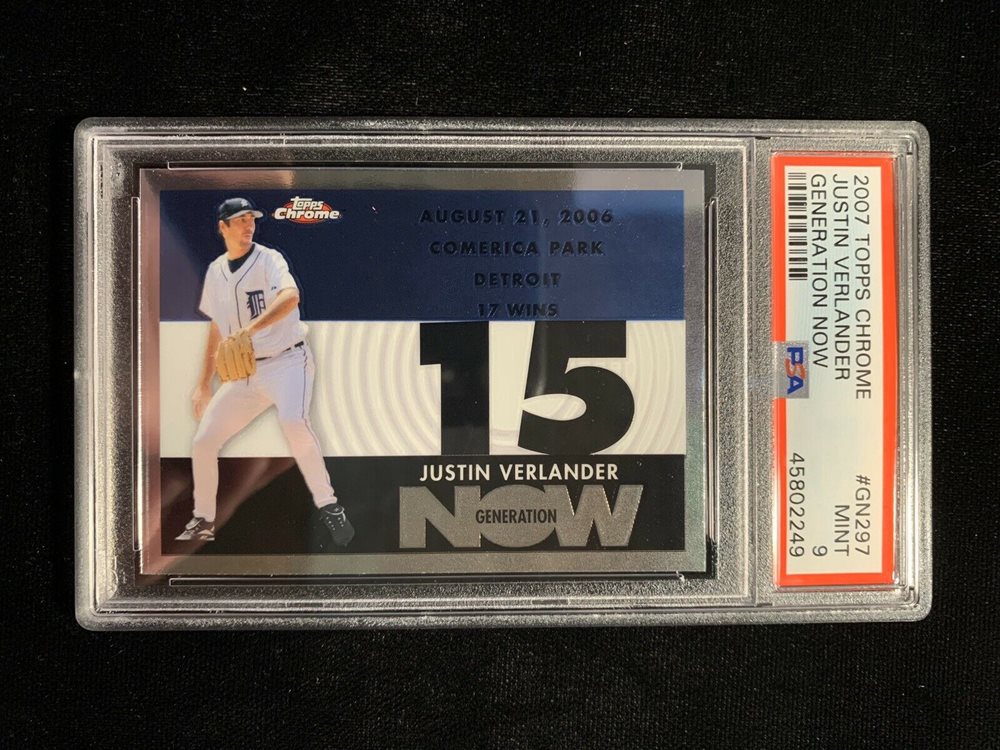 Topps
Chrome
AUGUST 21, 2006
COMERICA PARK
DETROIT
17 WINS
15
JUSTIN VERLANDER
NOW
GENERATION
2007 TOPPS CHROME #GN297
JUSTIN VERLANDER MINT
GENERATION NOW 9
PSA
45802249